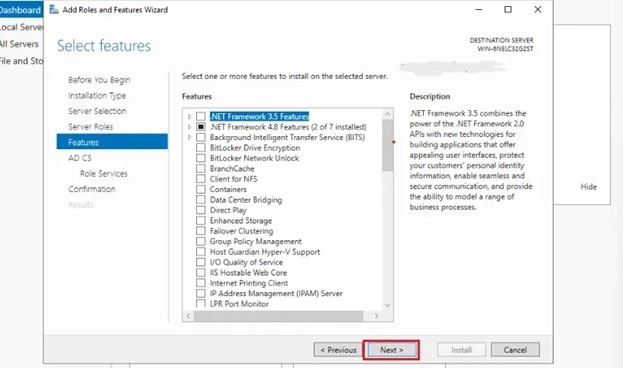 Dashboard
Local Serve
All Servers
File and Sto
Add Roles and Features Wizard
Select features
DESTINATION SERVER
WIN-6NELC32G2ST
Before You Begin
Installation Type
Server Selection
Server Roles
Features
AD CS
Role Services
Confirmation
Results
Select one or more features to install on the selected server.
Features
.NET Framework 3.5 Features
.NET Framework 4.8 Features (2 of 7 installed)
Background Intelligent Transfer Service (BITS)
BitLocker Drive Encryption
BitLocker Network Unlock
BranchCache
Client for NFS
Containers
Data Center Bridging
Direct Play
Enhanced Storage
Failover Clustering
Group Policy Management
Host Guardian Hyper-V Support
I/O Quality of Service
IIS Hostable Web Core
Internet Printing Client
IP Address Management (IPAM) Server
LPR Port Monitor
Description
.NET Framework 3.5 combines the
power of the .NET Framework 2.0
APIs with new technologies for
building applications that offer
appealing user interfaces, protect
your customers' personal identity
information, enable seamless and
secure communication, and provide
the ability to model a range of
business processes.
Hide
< Previous
Next >
Install
Cancel